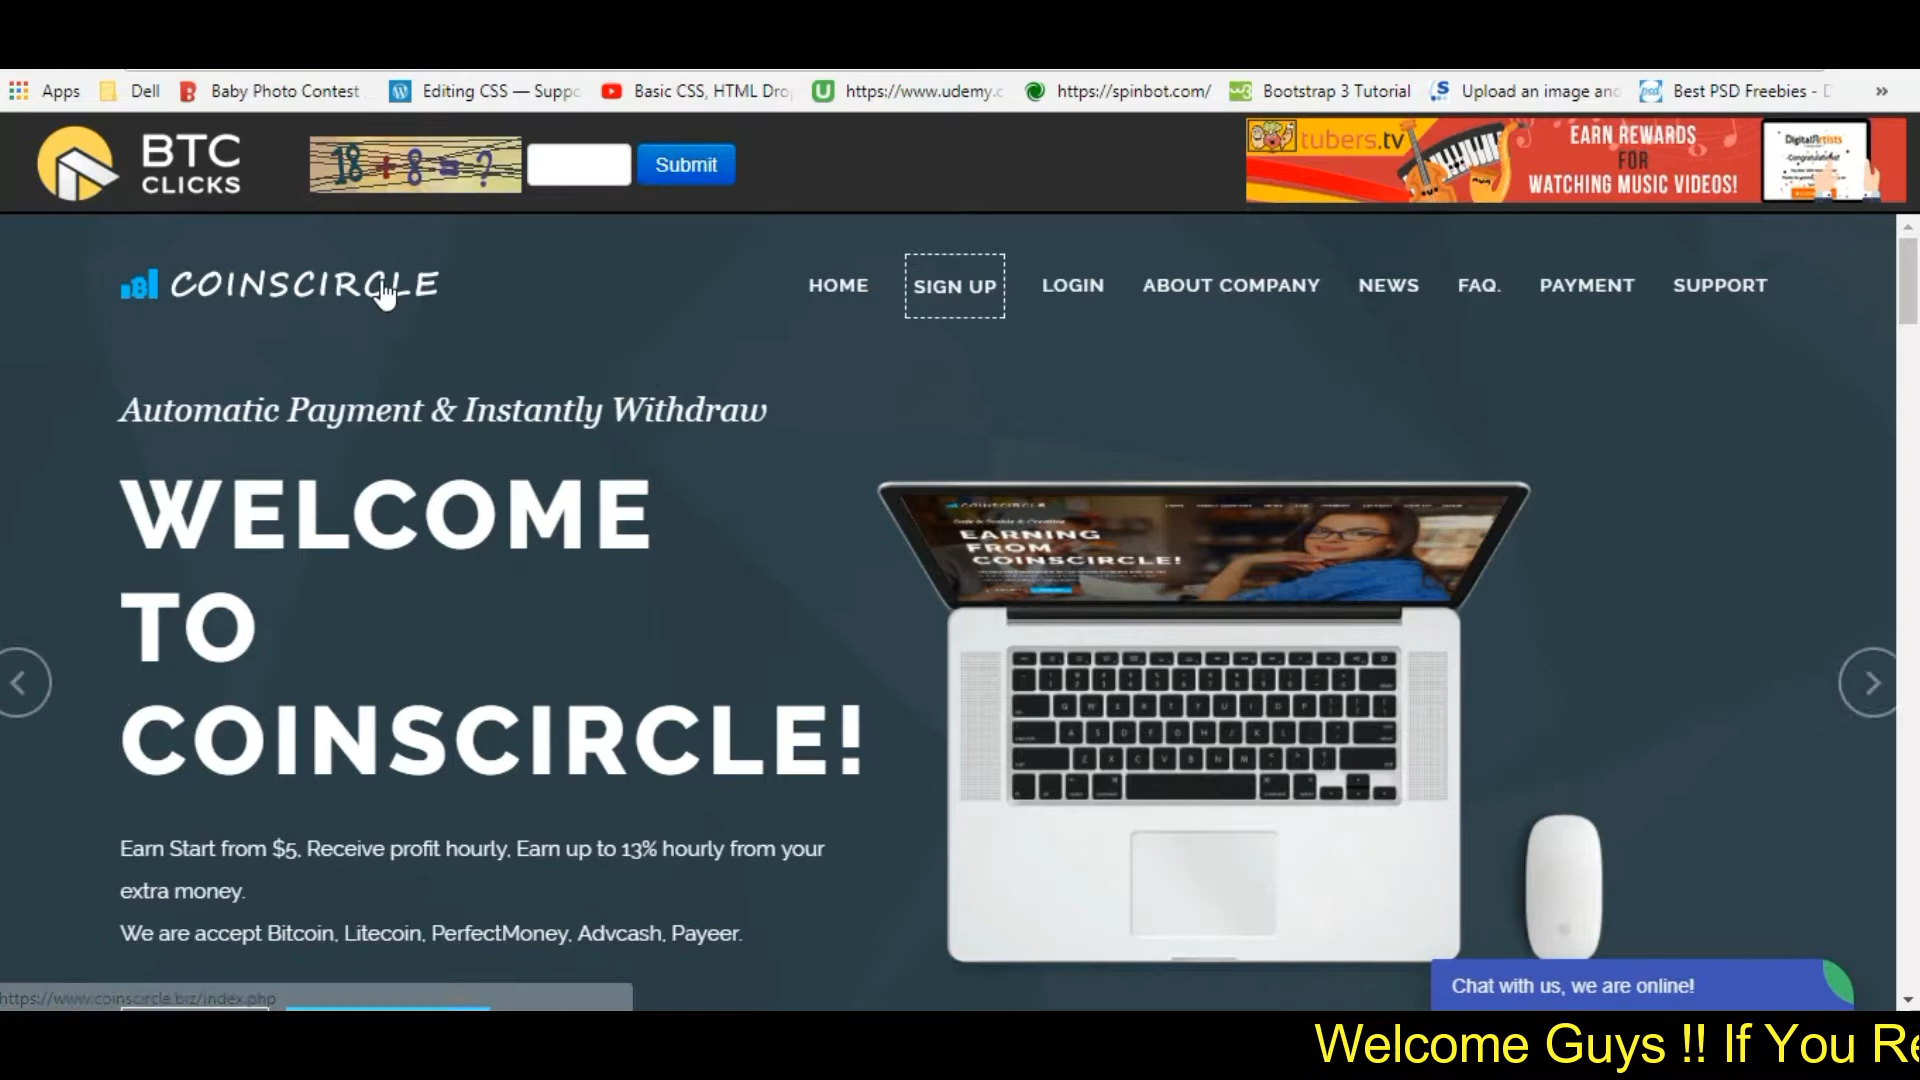 Apps Dell Baby Photo Contest Editing CSS — Suppo Basic CSS, HTML Dro https://www.udemy.c https://spinbot.com/ Bootstrap 3 Tutorial Upload an image and Best PSD Freebies - D »
BTC
CLICKS
18 + 8 = ?
Submit
tubers.tv
EARN REWARDS
FOR
WATCHING MUSIC VIDEOS!
DigitalArtists
Congratulations!
COINSCIRCLE
HOME SIGN UP LOGIN ABOUT COMPANY NEWS FAQ. PAYMENT SUPPORT
Automatic Payment & Instantly Withdraw
WELCOME
TO
COINSCIRCLE!
COINSCIRCLE
EARNING
FROM
COINSCIRCLE!
Earn Start from $5, Receive profit hourly, Earn up to 13% hourly from your
extra money.
We are accept Bitcoin, Litecoin, PerfectMoney, Advcash, Payeer.
https://www.coinscircle.biz/index.php
Chat with us, we are online!
Welcome Guys !! If You Re